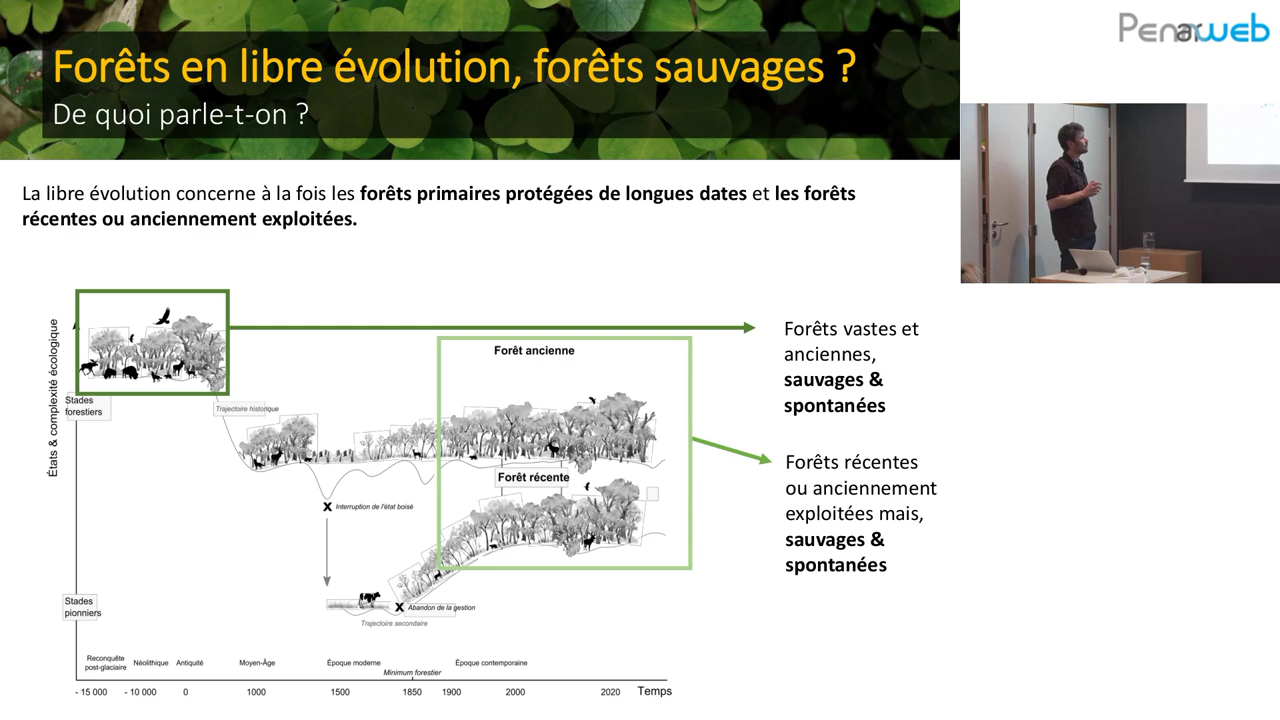 Forêts en libre évolution, forêts sauvages ?
De quoi parle-t-on ?
Penarweb
La libre évolution concerne à la fois les forêts primaires protégées de longues dates et les forêts
récentes ou anciennement exploitées.
États & complexité écologique
Stades
forestiers
Trajectoire historique
Forêt ancienne
Forêt récente
Interruption de l'état boisé
Stades
pionniers
Abandon de la gestion
Trajectoire secondaire
Forêts vastes et
anciennes,
sauvages &
spontanées
Forêts récentes
ou anciennement
exploitées mais,
sauvages &
spontanées
Reconquête
post-glaciaire
Néolithique
Antiquité
Moyen-Âge
Époque moderne
Époque contemporaine
Minimum forestier
- 15 000
- 10 000
0
1000
1500
1850
1900
2000
2020
Temps